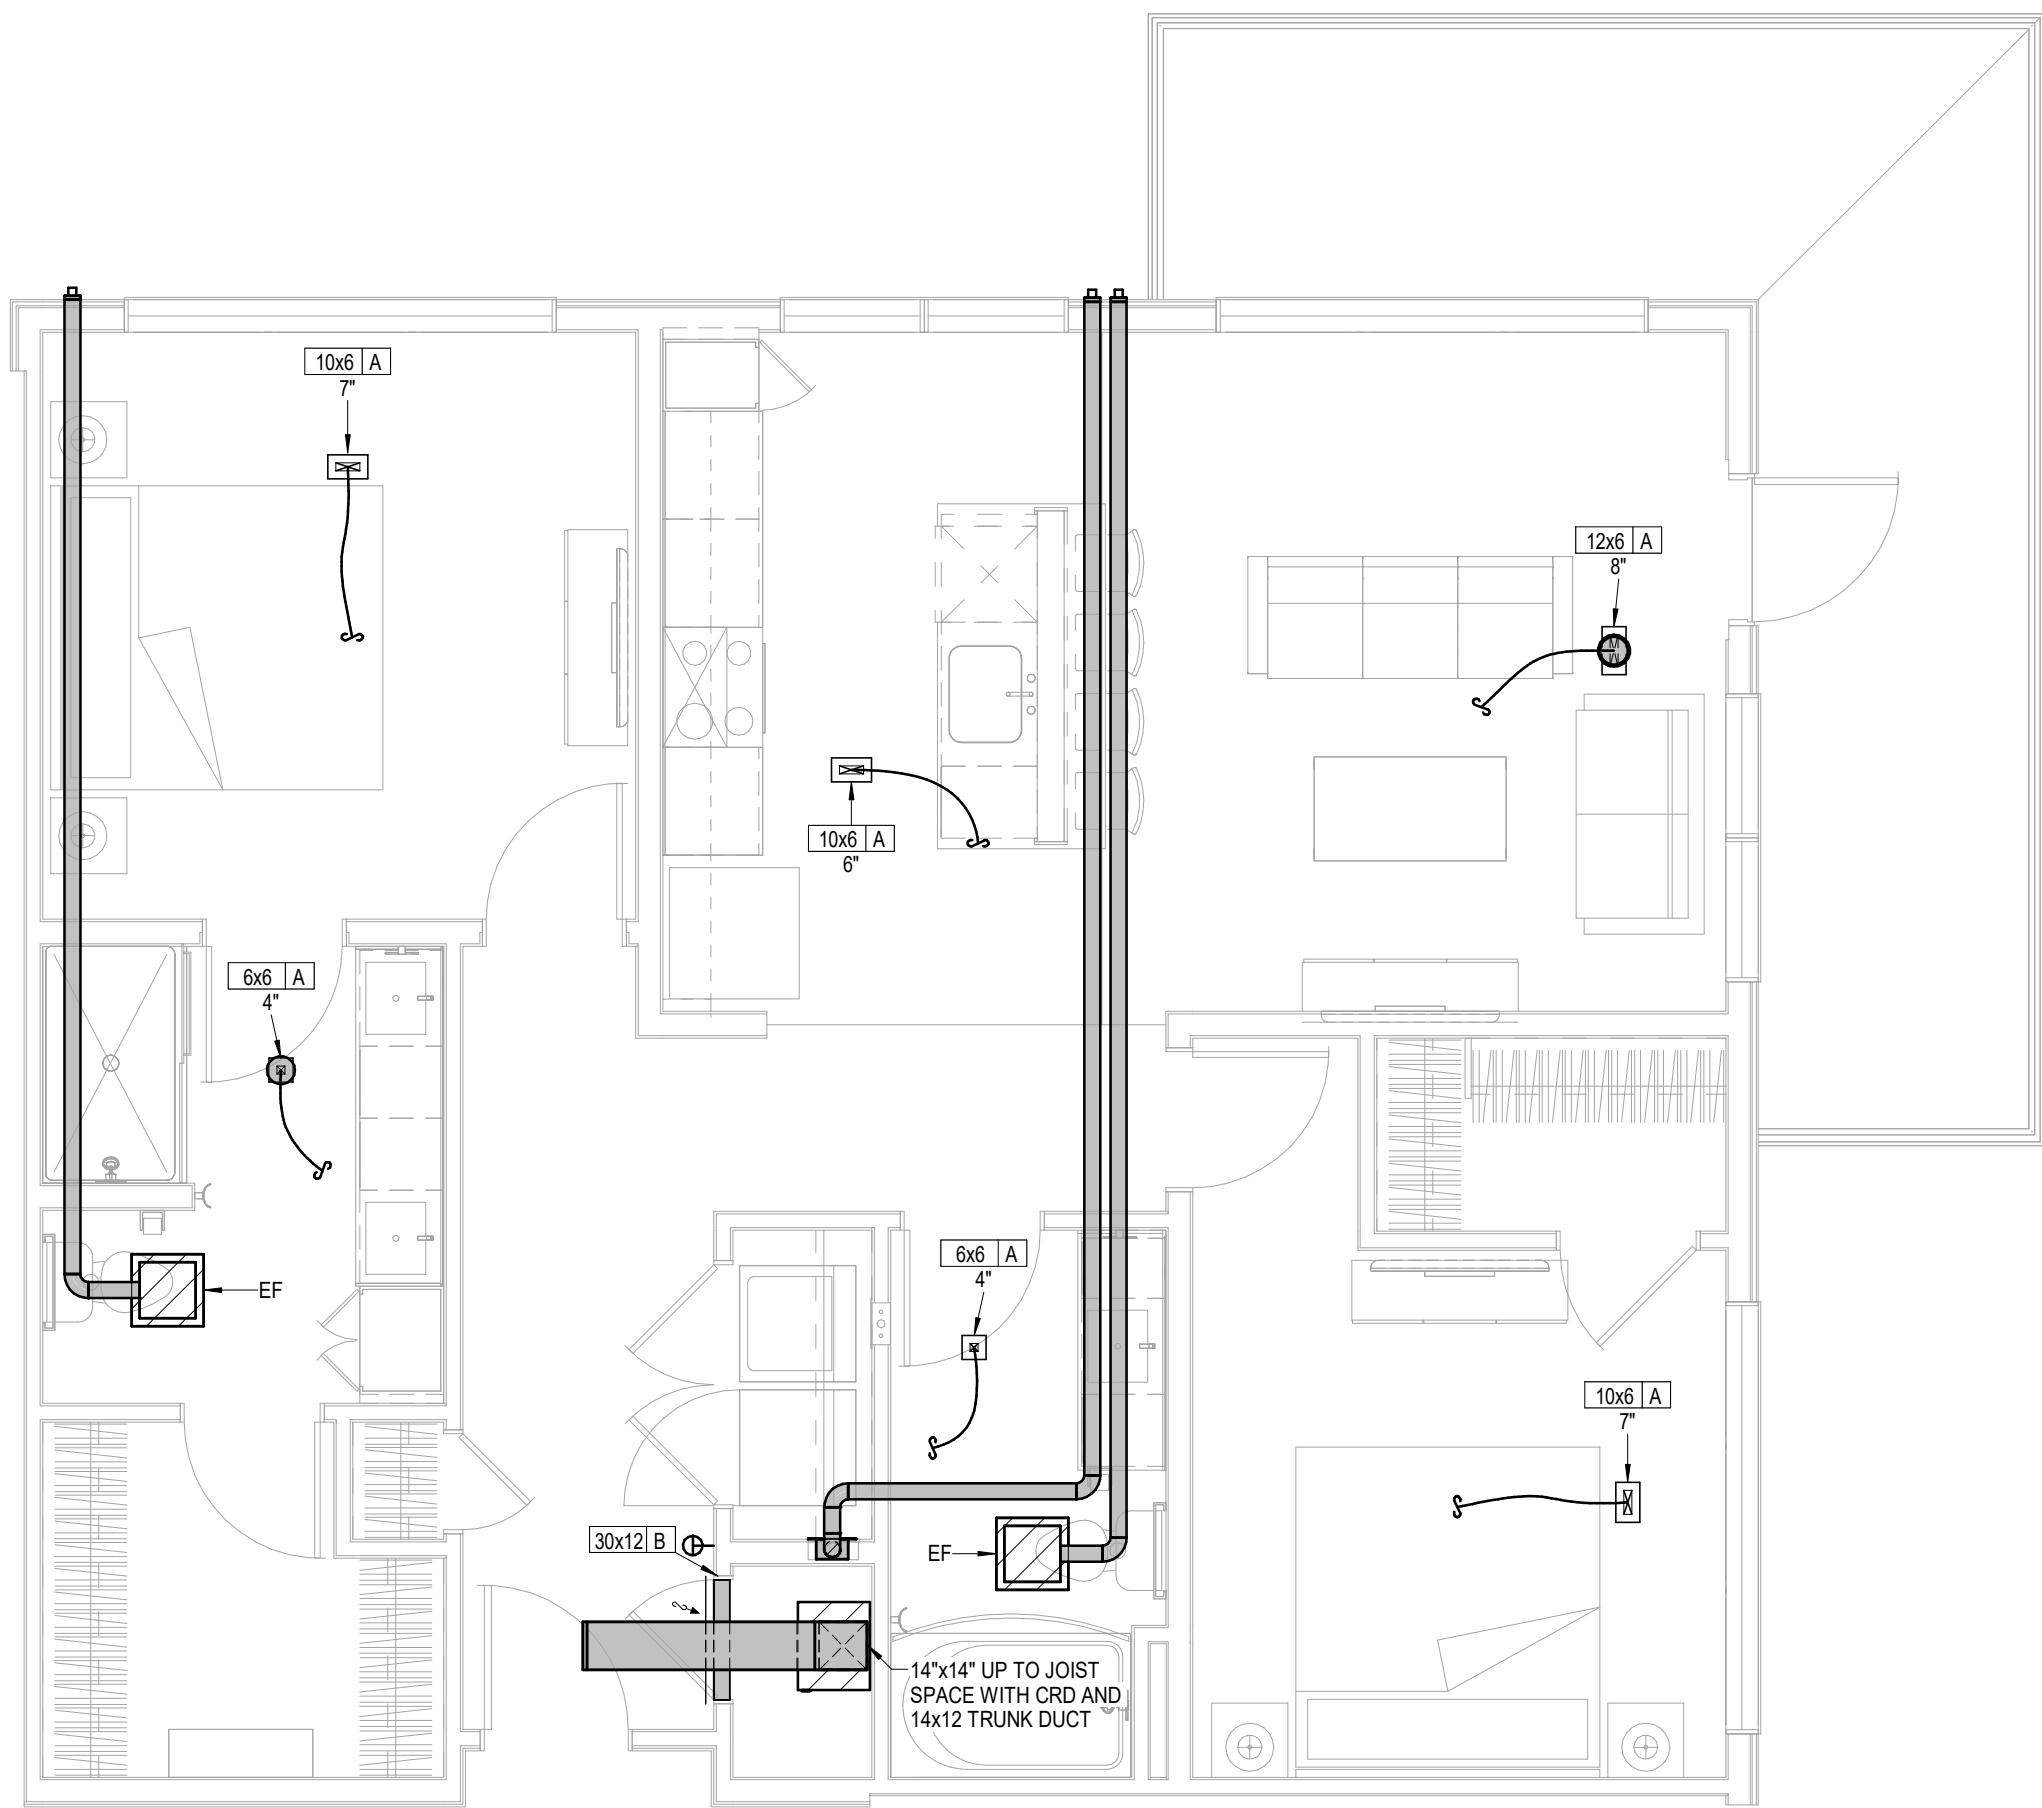 10x6 A
7"
12x6 A
8"
10x6 A
6"
6x6 A
4"
6x6 A
4"
EF
10x6 A
7"
30x12 B
EF
14"x14" UP TO JOIST
SPACE WITH CRD AND
14x12 TRUNK DUCT